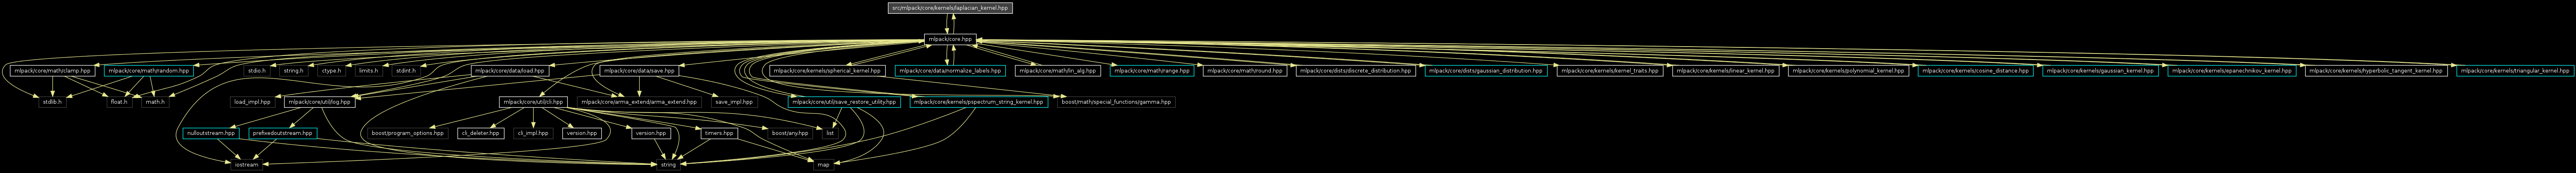 src/mlpack/core/kernels/laplacian_kernel.hpp
mlpack/core.hpp
mlpack/core/math/clamp.hpp
mlpack/core/math/random.hpp
stdio.h
string.h
ctype.h
limits.h
stdint.h
mlpack/core/data/load.hpp
mlpack/core/data/save.hpp
mlpack/core/kernels/spherical_kernel.hpp
mlpack/core/data/normalize_labels.hpp
mlpack/core/math/lin_alg.hpp
mlpack/core/math/range.hpp
mlpack/core/math/round.hpp
mlpack/core/dists/discrete_distribution.hpp
mlpack/core/dists/gaussian_distribution.hpp
mlpack/core/kernels/kernel_traits.hpp
mlpack/core/kernels/linear_kernel.hpp
mlpack/core/kernels/polynomial_kernel.hpp
mlpack/core/kernels/cosine_distance.hpp
mlpack/core/kernels/gaussian_kernel.hpp
mlpack/core/kernels/epanechnikov_kernel.hpp
mlpack/core/kernels/hyperbolic_tangent_kernel.hpp
mlpack/core/kernels/triangular_kernel.hpp
stdlib.h
float.h
math.h
load_impl.hpp
mlpack/core/util/log.hpp
mlpack/core/util/cli.hpp
mlpack/core/arma_extend/arma_extend.hpp
save_impl.hpp
mlpack/core/util/save_restore_utility.hpp
mlpack/core/kernels/pspectrum_string_kernel.hpp
boost/math/special_functions/gamma.hpp
nulloutstream.hpp
prefixedoutstream.hpp
boost/program_options.hpp
cli_deleter.hpp
cli_impl.hpp
version.hpp
version.hpp
timers.hpp
boost/any.hpp
list
iostream
string
map